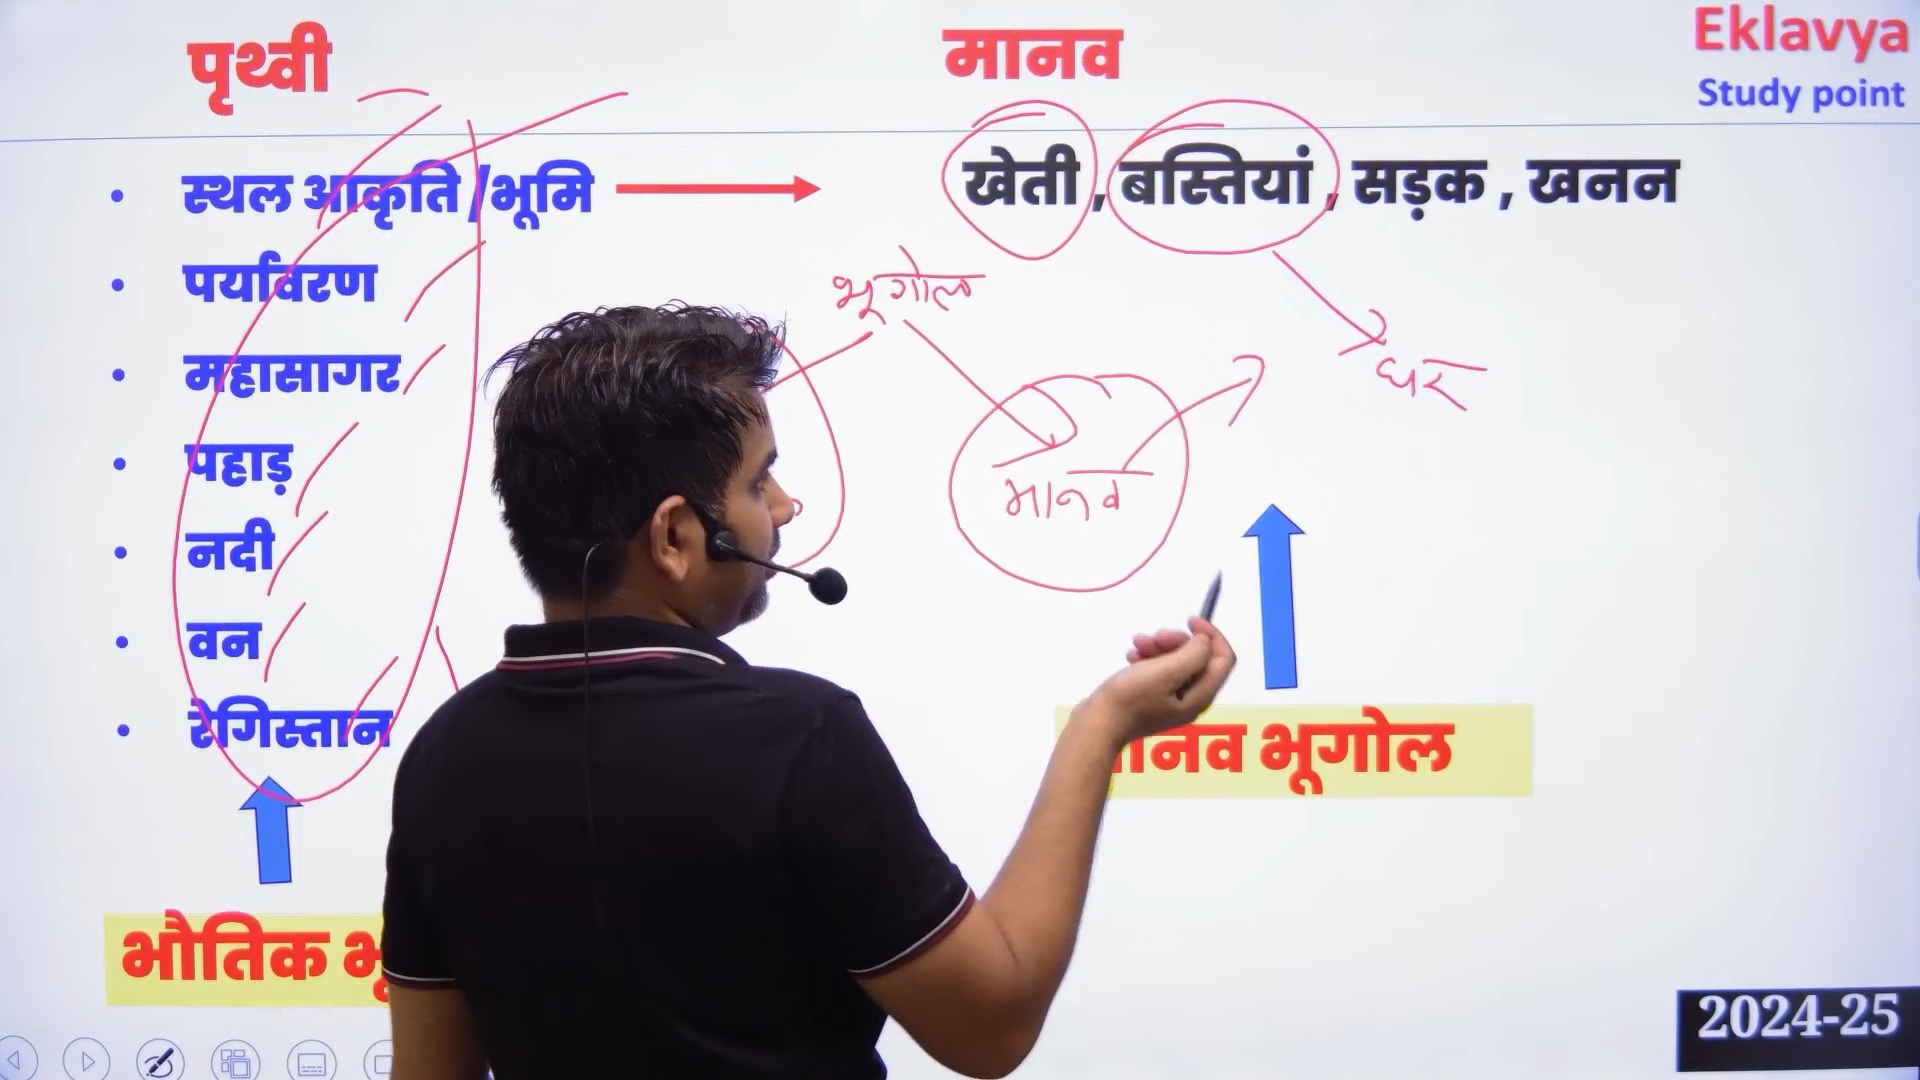 पृथ्वी
मानव
Eklavya
Study point
• स्थल आकृति /भूमि
खेती , बस्तियां , सड़क , खनन
• पर्यावरण
भूगोल
• महासागर
घर
• पहाड़
मानव
• नदी
• वन
• रेगिस्तान
भूगोल
भौतिक
2024-25